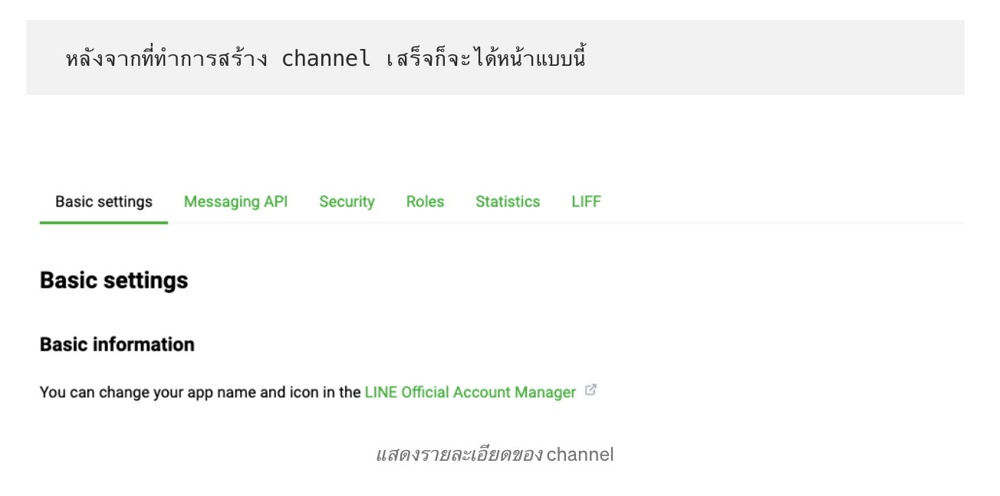 หลังจากที่ทำการสร้าง channel เสร็จก็จะได้หน้าแบบนี้
Basic settings Messaging API Security Roles Statistics LIFF
Basic settings
Basic information
You can change your app name and icon in the LINE Official Account Manager
แสดงรายละเอียดของ channel